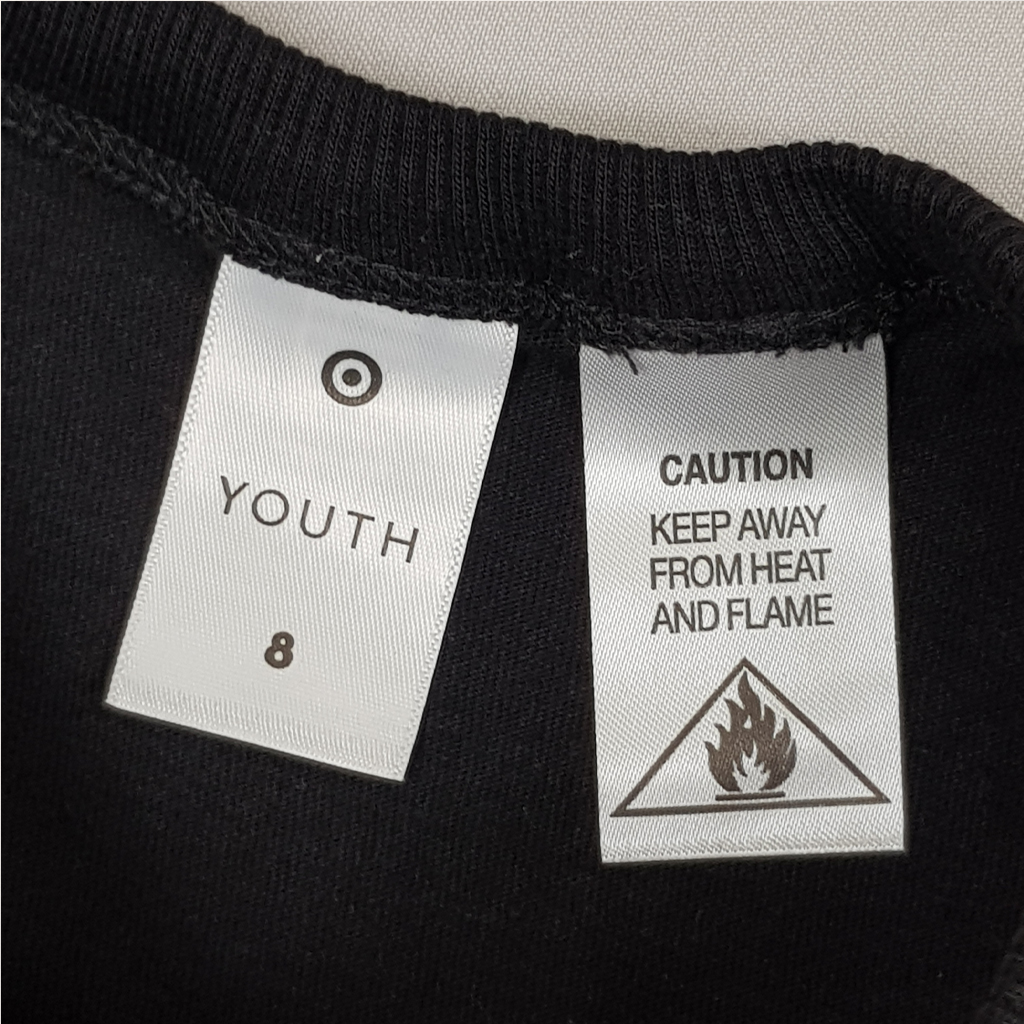 YOUTH
8
CAUTION
KEEP AWAY
FROM HEAT
AND FLAME